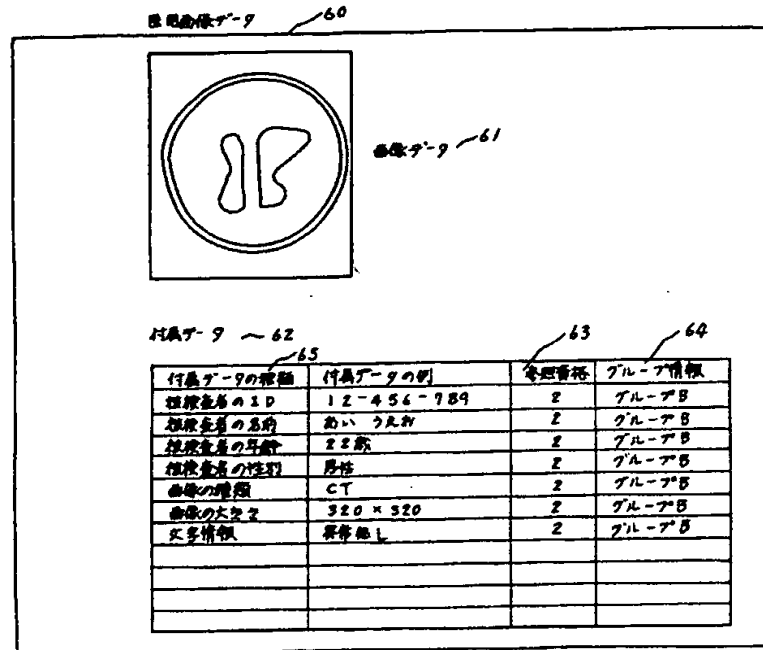 医用画像データ 60
画像データ 61
付属データ ~ 62
65
63
64
付属データの種類 付属データの例 参照資格 グループ情報
被検査者のID 12-456-789 2 グループB
被検査者の名前 あい うえお 2 グループB
被検査者の年齢 22歳 2 グループB
被検査者の性別 男性 2 グループB
画像の種類 CT 2 グループB
画像の大きさ 320×320 2 グループB
文字情報 異常無し 2 グループB